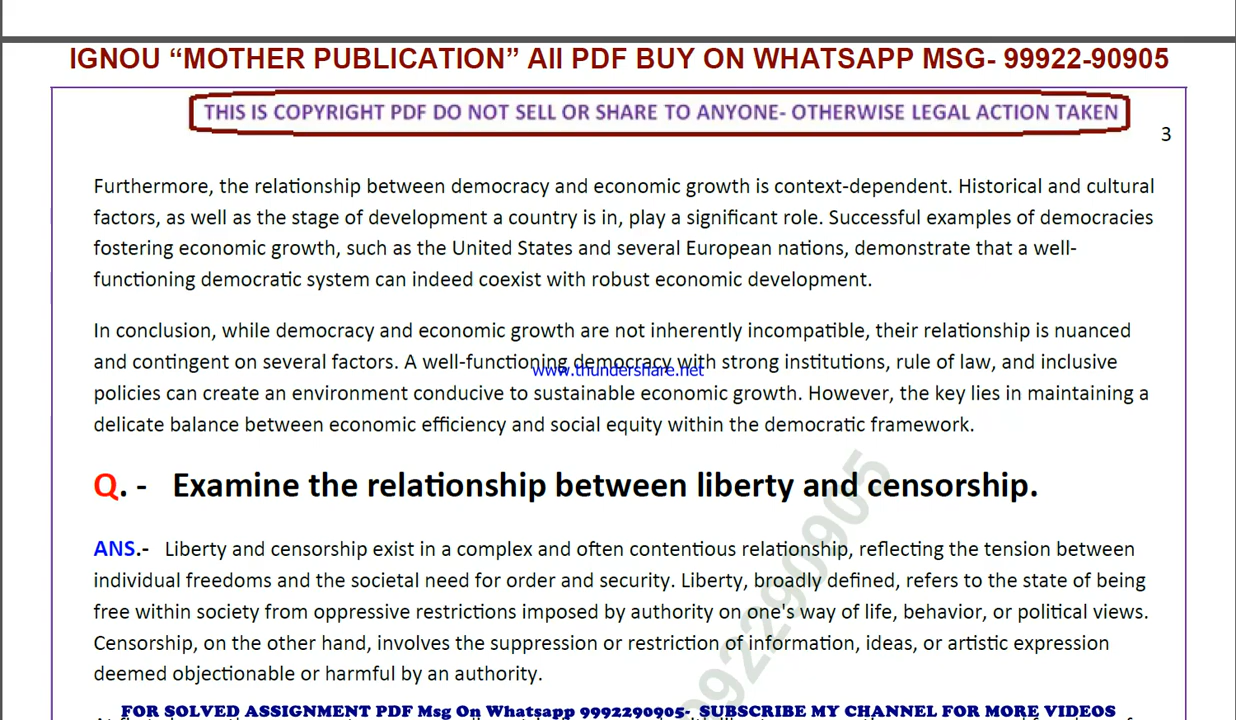 IGNOU “MOTHER PUBLICATION” All PDF BUY ON WHATSAPP MSG- 99922-90905
THIS IS COPYRIGHT PDF DO NOT SELL OR SHARE TO ANYONE- OTHERWISE LEGAL ACTION TAKEN
3
Furthermore, the relationship between democracy and economic growth is context-dependent. Historical and cultural
factors, as well as the stage of development a country is in, play a significant role. Successful examples of democracies
fostering economic growth, such as the United States and several European nations, demonstrate that a well-
functioning democratic system can indeed coexist with robust economic development.
In conclusion, while democracy and economic growth are not inherently incompatible, their relationship is nuanced
and contingent on several factors. A well-functioning democracy with strong institutions, rule of law, and inclusive
www.thundershare.net
policies can create an environment conducive to sustainable economic growth. However, the key lies in maintaining a
delicate balance between economic efficiency and social equity within the democratic framework.
Q. - Examine the relationship between liberty and censorship.
ANS.- Liberty and censorship exist in a complex and often contentious relationship, reflecting the tension between
individual freedoms and the societal need for order and security. Liberty, broadly defined, refers to the state of being
free within society from oppressive restrictions imposed by authority on one's way of life, behavior, or political views.
Censorship, on the other hand, involves the suppression or restriction of information, ideas, or artistic expression
deemed objectionable or harmful by an authority.
9992290905
FOR SOLVED ASSIGNMENT PDF Msg On Whatsapp 9992290905- SUBSCRIBE MY CHANNEL FOR MORE VIDEOS